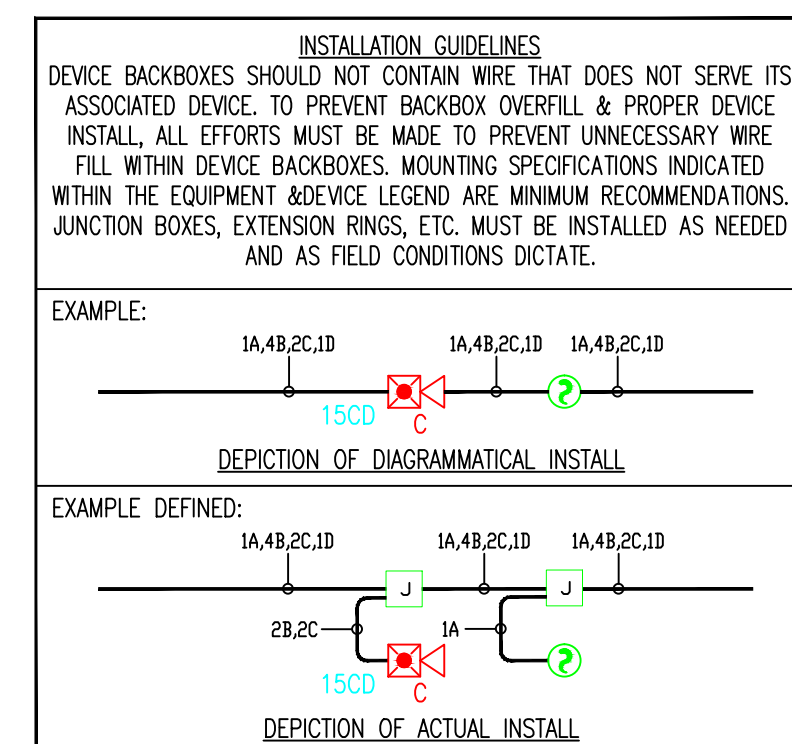 INSTALLATION GUIDELINES
DEVICE BACKBOXES SHOULD NOT CONTAIN WIRE THAT DOES NOT SERVE ITS
ASSOCIATED DEVICE. TO PREVENT BACKBOX OVERFILL & PROPER DEVICE
INSTALL, ALL EFFORTS MUST BE MADE TO PREVENT UNNECESSARY WIRE
FILL WITHIN DEVICE BACKBOXES. MOUNTING SPECIFICATIONS INDICATED
WITHIN THE EQUIPMENT &DEVICE LEGEND ARE MINIMUM RECOMMENDATIONS.
JUNCTION BOXES, EXTENSION RINGS, ETC. MUST BE INSTALLED AS NEEDED
AND AS FIELD CONDITIONS DICTATE.
EXAMPLE:
1A,4B,2C,1D 1A,4B,2C,1D 1A,4B,2C,1D
15CD C
DEPICTION OF DIAGRAMMATICAL INSTALL
EXAMPLE DEFINED:
1A,4B,2C,1D 1A,4B,2C,1D 1A,4B,2C,1D
J J
2B,2C 1A
15CD C
DEPICTION OF ACTUAL INSTALL